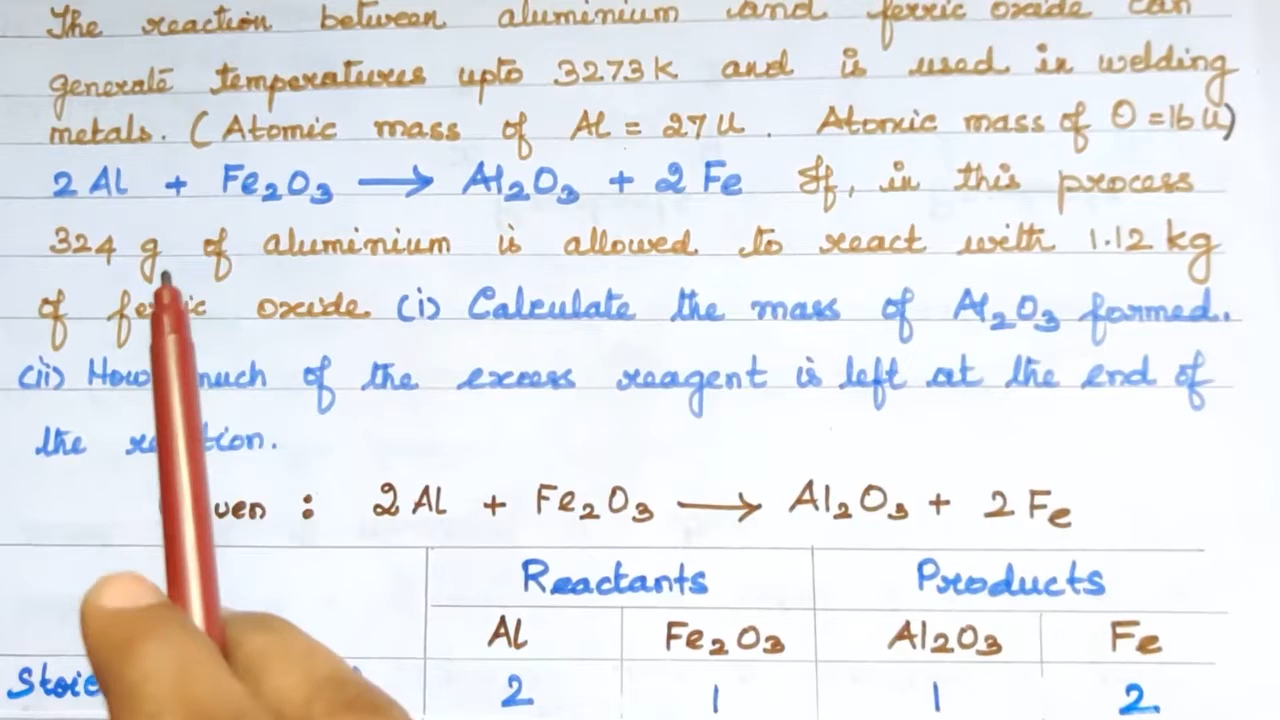 The reaction between aluminium and ferric oxide can
generate temperatures upto 3273 K and is used in welding
metals. (Atomic mass of Al = 27 u. Atomic mass of O = 16 u)
2 Al + Fe₂O₃ ⟶ Al₂O₃ + 2 Fe If, in this process
324 g of aluminium is allowed to react with 1.12 kg
of oxide (i) Calculate the mass of Al₂O₃ formed.
(ii) How much of the excess reagent is left at the end of
the
: 2 Al + Fe₂O₃ ⟶ Al₂O₃ + 2 Fe
Reactants Products
Al Fe₂O₃ Al₂O₃ Fe
2 1 1 2